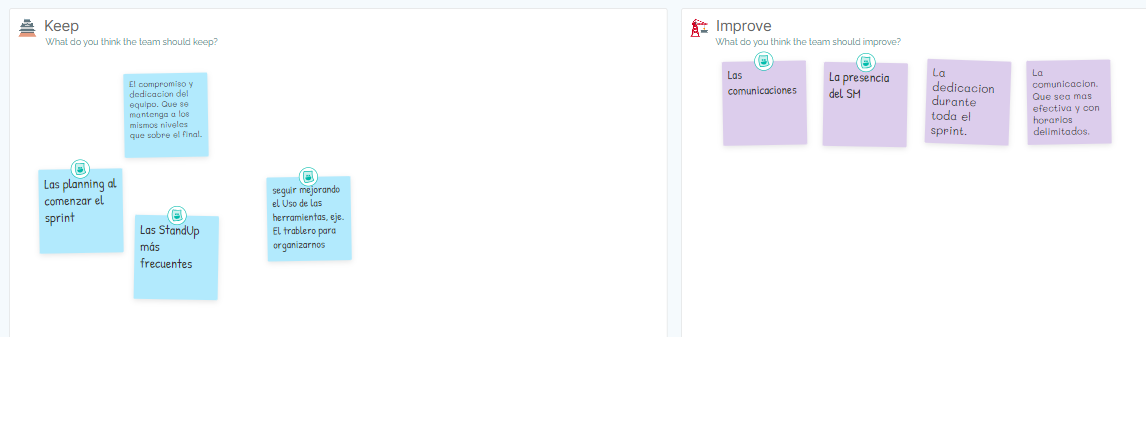 Keep
What do you think the team should keep?
El compromiso y
dedicacion del
equipo. Que se
mantenga a los
mismos niveles
que sobre el final.
Las planning al
comenzar el
sprint
Las StandUp
más
frecuentes
seguir mejorando
el Uso de las
herramientas, eje.
El trablero para
organizarnos
Improve
What do you think the team should improve?
Las
comunicaciones
La presencia
del SM
La
dedicacion
durante
toda el
sprint.
La
comunicacion.
Que sea mas
efectiva y con
horarios
delimitados.